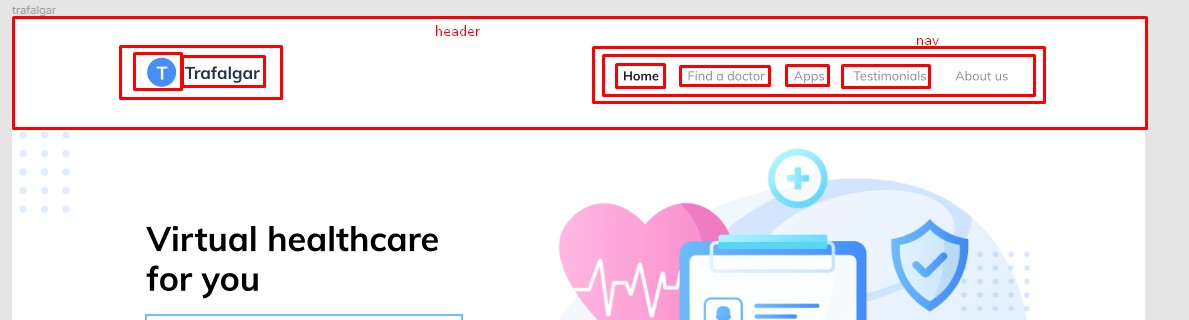 trafalgar
header
nav
T Trafalgar
Home Find a doctor Apps Testimonials About us
Virtual healthcare
for you